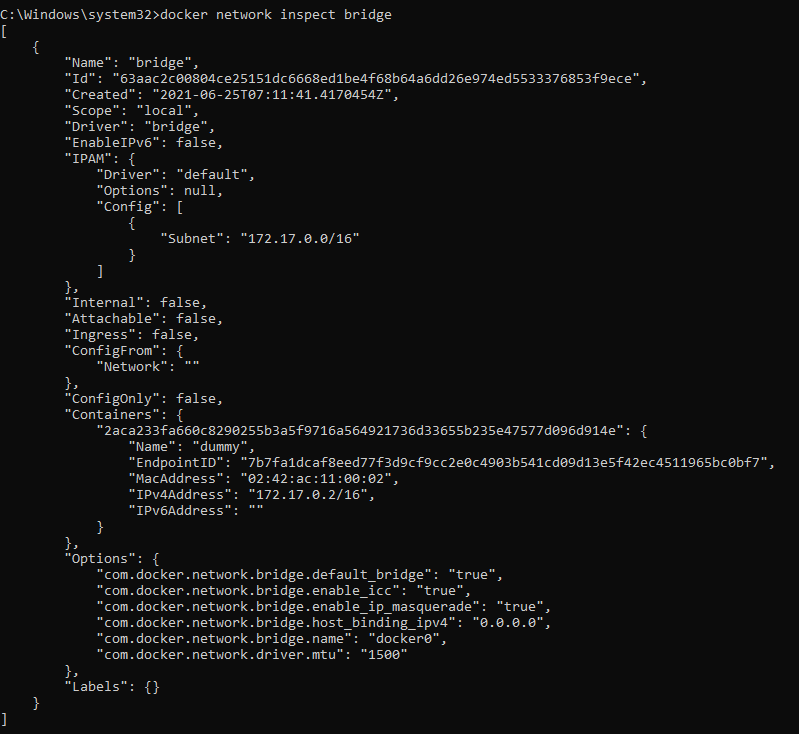 C:\Windows\system32>docker network inspect bridge
[
    {
        "Name": "bridge",
        "Id": "63aac2c00804ce25151dc6668ed1be4f68b64a6dd26e974ed5533376853f9ece",
        "Created": "2021-06-25T07:11:41.4170454Z",
        "Scope": "local",
        "Driver": "bridge",
        "EnableIPv6": false,
        "IPAM": {
            "Driver": "default",
            "Options": null,
            "Config": [
                {
                    "Subnet": "172.17.0.0/16"
                }
            ]
        },
        "Internal": false,
        "Attachable": false,
        "Ingress": false,
        "ConfigFrom": {
            "Network": ""
        },
        "ConfigOnly": false,
        "Containers": {
            "2aca233fa660c8290255b3a5f9716a564921736d33655b235e47577d096d914e": {
                "Name": "dummy",
                "EndpointID": "7b7fa1dcaf8eed77f3d9cf9cc2e0c4903b541cd09d13e5f42ec4511965bc0bf7",
                "MacAddress": "02:42:ac:11:00:02",
                "IPv4Address": "172.17.0.2/16",
                "IPv6Address": ""
            }
        },
        "Options": {
            "com.docker.network.bridge.default_bridge": "true",
            "com.docker.network.bridge.enable_icc": "true",
            "com.docker.network.bridge.enable_ip_masquerade": "true",
            "com.docker.network.bridge.host_binding_ipv4": "0.0.0.0",
            "com.docker.network.bridge.name": "docker0",
            "com.docker.network.driver.mtu": "1500"
        },
        "Labels": {}
    }
]